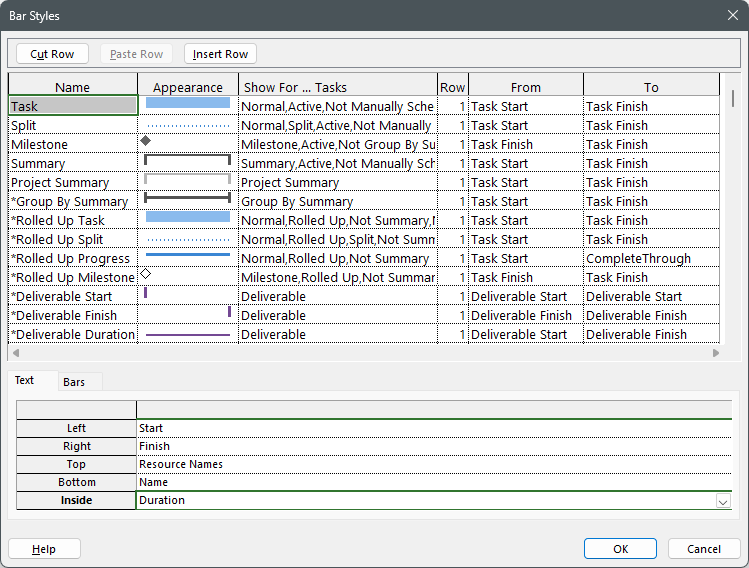 Bar Styles
Cut Row Paste Row Insert Row
Name Appearance Show For ... Tasks Row From To
Task Normal,Active,Not Manually Sche 1 Task Start Task Finish
Split Normal,Split,Active,Not Manually 1 Task Start Task Finish
Milestone Milestone,Active,Not Group By Su 1 Task Finish Task Finish
Summary Summary,Active,Not Manually Sch 1 Task Start Task Finish
Project Summary Project Summary 1 Task Start Task Finish
*Group By Summary Group By Summary 1 Task Start Task Finish
*Rolled Up Task Normal,Rolled Up,Not Summary, 1 Task Start Task Finish
*Rolled Up Split Normal,Rolled Up,Split,Not Summ 1 Task Start Task Finish
*Rolled Up Progress Normal,Rolled Up,Not Summary 1 Task Start CompleteThrough
*Rolled Up Milestone Milestone,Rolled Up,Not Summar 1 Task Finish Task Finish
*Deliverable Start Deliverable 1 Deliverable Start Deliverable Start
*Deliverable Finish Deliverable 1 Deliverable Finish Deliverable Finish
*Deliverable Duration Deliverable 1 Deliverable Start Deliverable Finish
Text Bars
Left Start
Right Finish
Top Resource Names
Bottom Name
Inside Duration
Help OK Cancel